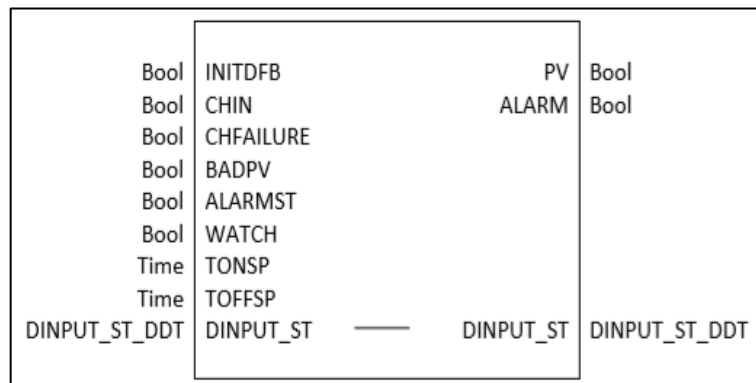 Bool INITDFB PV Bool
Bool CHIN ALARM Bool
Bool CHFAILURE
Bool BADPV
Bool ALARMST
Bool WATCH
Time TONSP
Time TOFFSP
DINPUT_ST_DDT DINPUT_ST DINPUT_ST DINPUT_ST_DDT